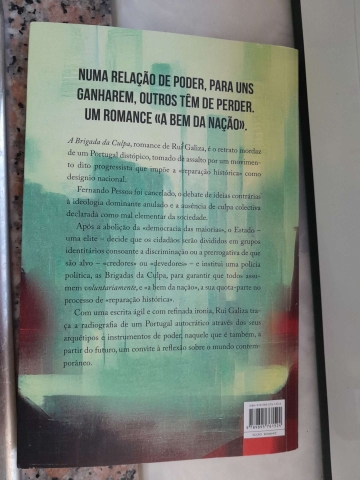 NUMA RELAÇÃO DE PODER, PARA UNS
GANHAREM, OUTROS TÊM DE PERDER.
UM ROMANCE «A BEM DA NAÇÃO».
A Brigada da Culpa, romance de Rui Galiza, é o retrato mordaz
de um Portugal distópico, tomado de assalto por um movimen-
to dito progressista que impõe a «reparação histórica» como
desígnio nacional.
Fernando Pessoa foi cancelado, o debate de ideias contrárias
à ideologia dominante anulado e a ausência de culpa colectiva
declarada como mal elementar da sociedade.
Após a abolição da «democracia das maiorias», o Estado –
uma elite – decide que os cidadãos serão divididos em grupos
identitários consoante a discriminação ou a prerrogativa de que
são alvo – «credores» ou «devedores» – e institui uma polícia
política, as Brigadas da Culpa, para garantir que todos assu-
mem voluntariamente, e «a bem da nação», a sua quota-parte no
processo de «reparação histórica».
Com uma escrita ágil e com refinada ironia, Rui Galiza tra-
ça a radiografia de um Portugal autocrático através dos seus
arquétipos e instrumentos de poder, naquele que é também, a
partir do futuro, um convite à reflexão sobre o mundo contem-
porâneo.